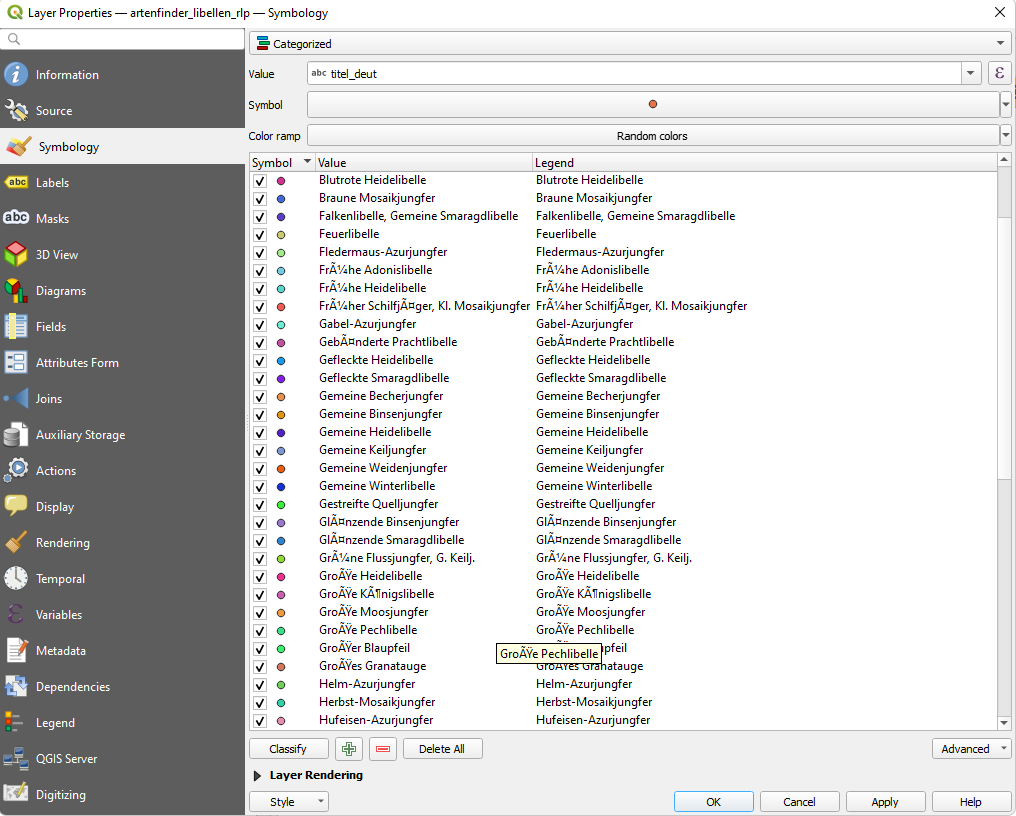 Layer Properties — artenfinder_libellen_rlp — Symbology
Information
Source
Symbology
abc Labels
abc Masks
3D View
Diagrams
Fields
Attributes Form
Joins
Auxiliary Storage
Actions
Display
Rendering
Temporal
Variables
Metadata
Dependencies
Legend
QGIS Server
Digitizing
Categorized
Value abc titel_deut ε
Symbol
Color ramp Random colors
Symbol Value Legend
Blutrote Heidelibelle Blutrote Heidelibelle
Braune Mosaikjungfer Braune Mosaikjungfer
Falkenlibelle, Gemeine Smaragdlibelle Falkenlibelle, Gemeine Smaragdlibelle
Feuerlibelle Feuerlibelle
Fledermaus-Azurjungfer Fledermaus-Azurjungfer
FrÃ¼he Adonislibelle FrÃ¼he Adonislibelle
FrÃ¼he Heidelibelle FrÃ¼he Heidelibelle
FrÃ¼her SchilfjÃ¤ger, Kl. Mosaikjungfer FrÃ¼her SchilfjÃ¤ger, Kl. Mosaikjungfer
Gabel-Azurjungfer Gabel-Azurjungfer
GebÃ¤nderte Prachtlibelle GebÃ¤nderte Prachtlibelle
Gefleckte Heidelibelle Gefleckte Heidelibelle
Gefleckte Smaragdlibelle Gefleckte Smaragdlibelle
Gemeine Becherjungfer Gemeine Becherjungfer
Gemeine Binsenjungfer Gemeine Binsenjungfer
Gemeine Heidelibelle Gemeine Heidelibelle
Gemeine Keiljungfer Gemeine Keiljungfer
Gemeine Weidenjungfer Gemeine Weidenjungfer
Gemeine Winterlibelle Gemeine Winterlibelle
Gestreifte Quelljungfer Gestreifte Quelljungfer
GlÃ¤nzende Binsenjungfer GlÃ¤nzende Binsenjungfer
GlÃ¤nzende Smaragdlibelle GlÃ¤nzende Smaragdlibelle
GrÃ¼ne Flussjungfer, G. Keilj. GrÃ¼ne Flussjungfer, G. Keilj.
GroÃŸe Heidelibelle GroÃŸe Heidelibelle
GroÃŸe KÃ¶nigslibelle GroÃŸe KÃ¶nigslibelle
GroÃŸe Moosjungfer GroÃŸe Moosjungfer
GroÃŸe Pechlibelle GroÃŸe Pechlibelle
GroÃŸer Blaupfeil upfeil
GroÃŸe Pechlibelle
GroÃŸes Granatauge GroÃŸes Granatauge
Helm-Azurjungfer Helm-Azurjungfer
Herbst-Mosaikjungfer Herbst-Mosaikjungfer
Hufeisen-Azurjungfer Hufeisen-Azurjungfer
Classify Delete All Advanced
Layer Rendering
Style OK Cancel Apply Help